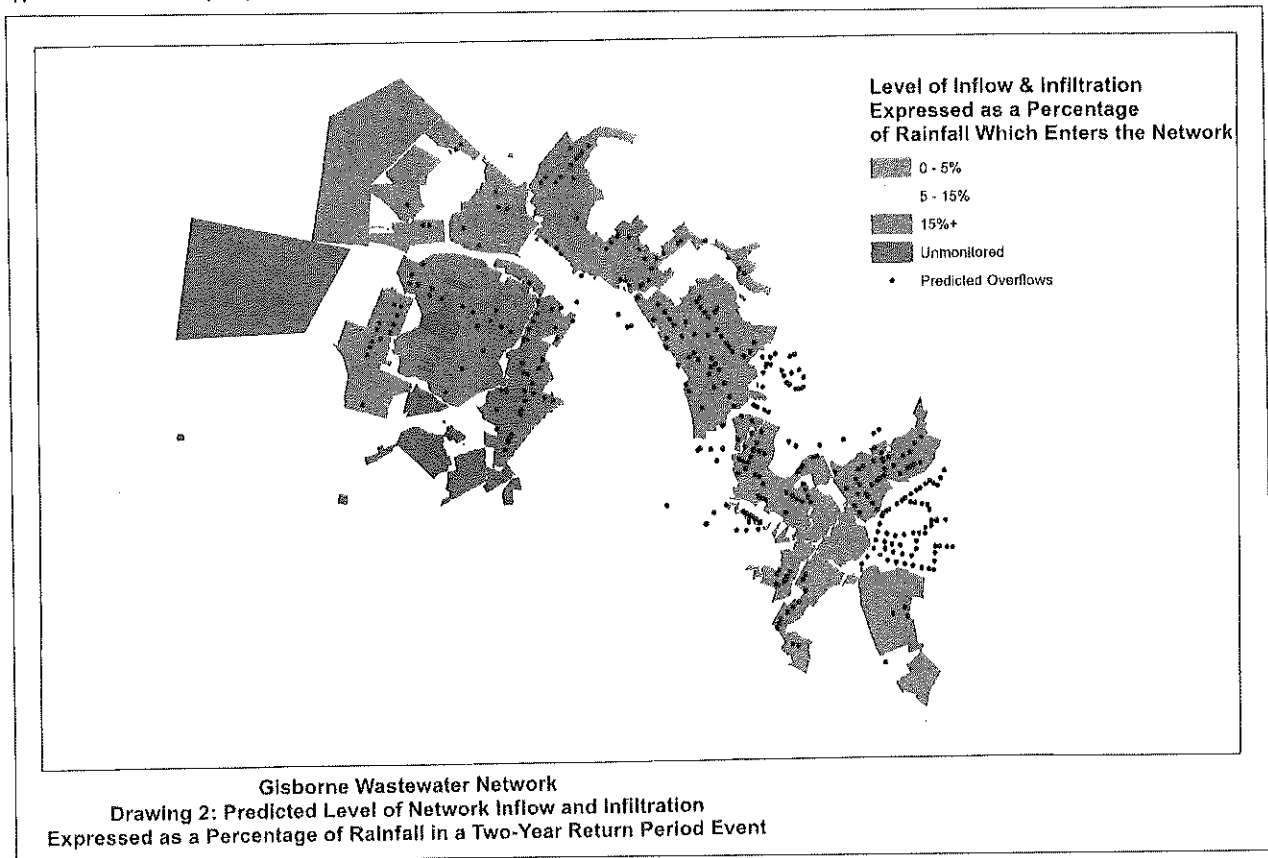 Level of Inflow & Infiltration
Expressed as a Percentage
of Rainfall Which Enters the Network
0 - 5%
5 - 15%
15%+
Unmonitored
Predicted Overflows
Gisborne Wastewater Network
Drawing 2: Predicted Level of Network Inflow and Infiltration
Expressed as a Percentage of Rainfall in a Two-Year Return Period Event